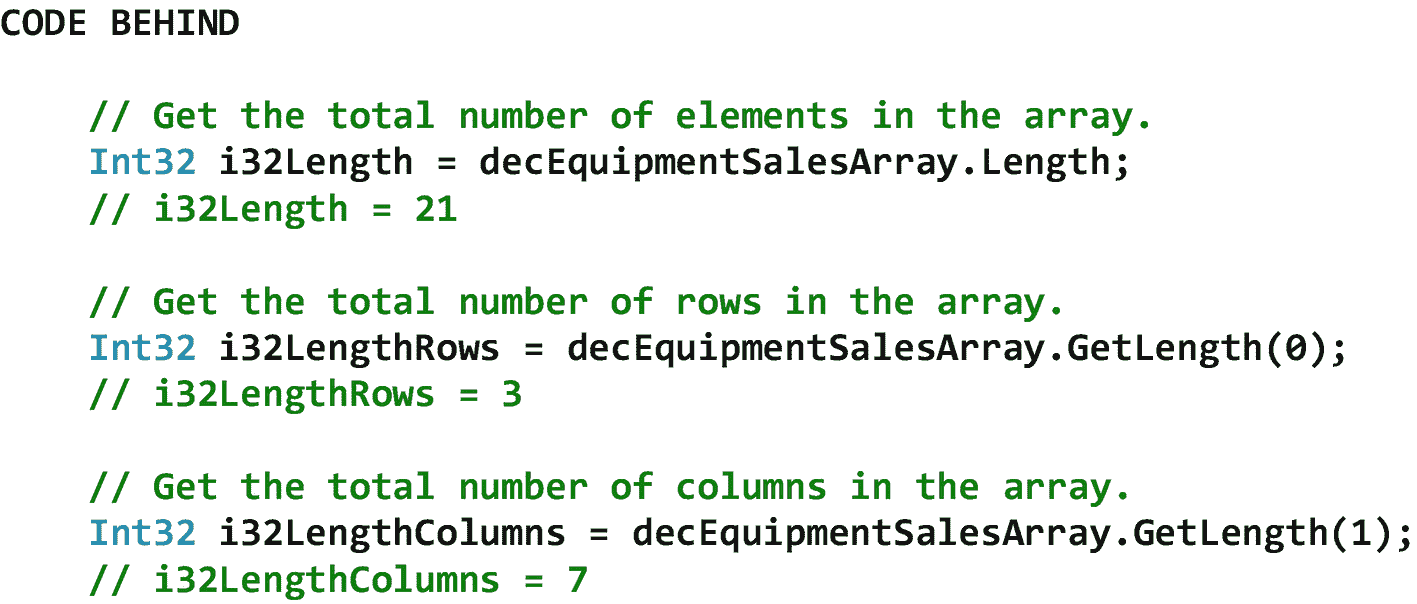 CODE BEHIND
// Get the total number of elements in the array.
Int32 i32Length = decEquipmentSalesArray.Length;
// i32Length = 21
// Get the total number of rows in the array.
Int32 i32LengthRows = decEquipmentSalesArray.GetLength(0);
// i32LengthRows = 3
// Get the total number of columns in the array.
Int32 i32LengthColumns = decEquipmentSalesArray.GetLength(1);
// i32LengthColumns = 7